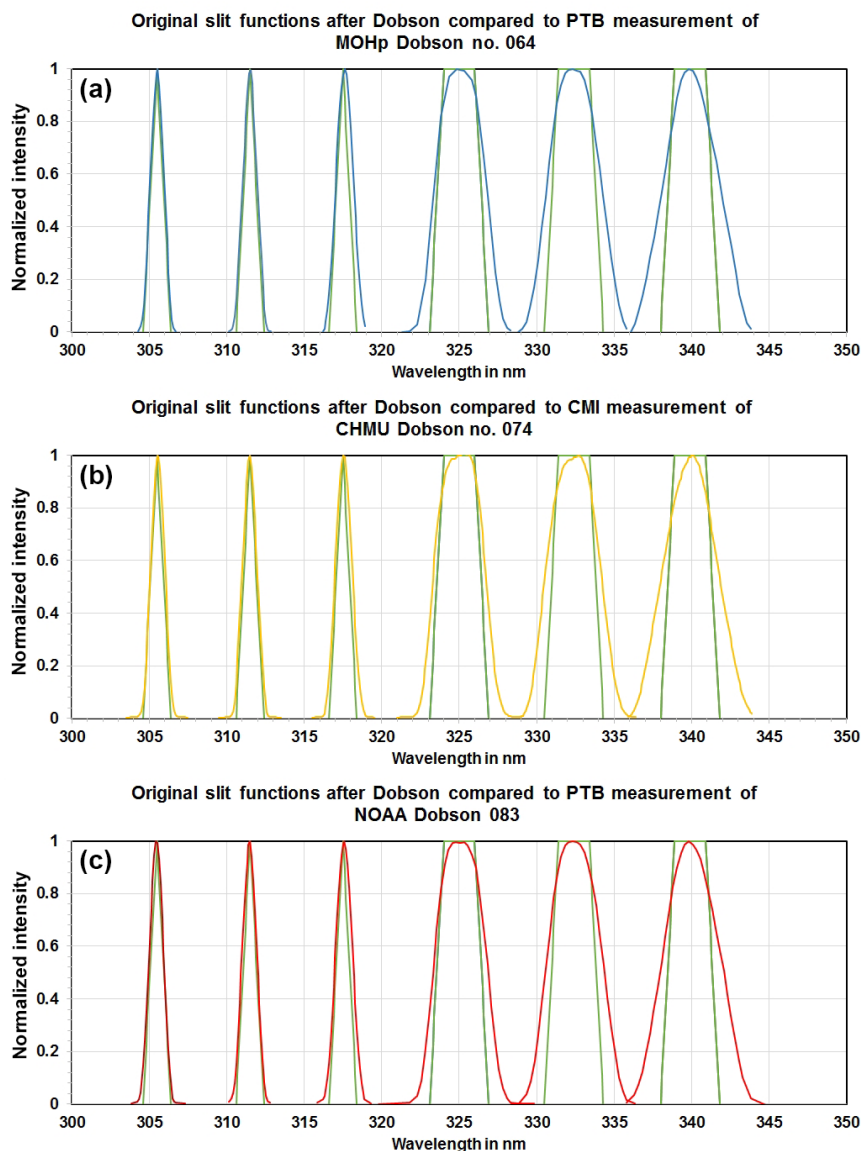 Original slit functions after Dobson compared to PTB measurement of
MOHp Dobson no. 064
(a)
Normalized intensity
1
0.8
0.6
0.4
0.2
0
300 305 310 315 320 325 330 335 340 345 350
Wavelength in nm
Original slit functions after Dobson compared to CMI measurement of
CHMU Dobson no. 074
(b)
Normalized intensity
1
0.8
0.6
0.4
0.2
0
300 305 310 315 320 325 330 335 340 345 350
Wavelength in nm
Original slit functions after Dobson compared to PTB measurement of
NOAA Dobson 083
(c)
Normalized intensity
1
0.8
0.6
0.4
0.2
0
300 305 310 315 320 325 330 335 340 345 350
Wavelength in nm